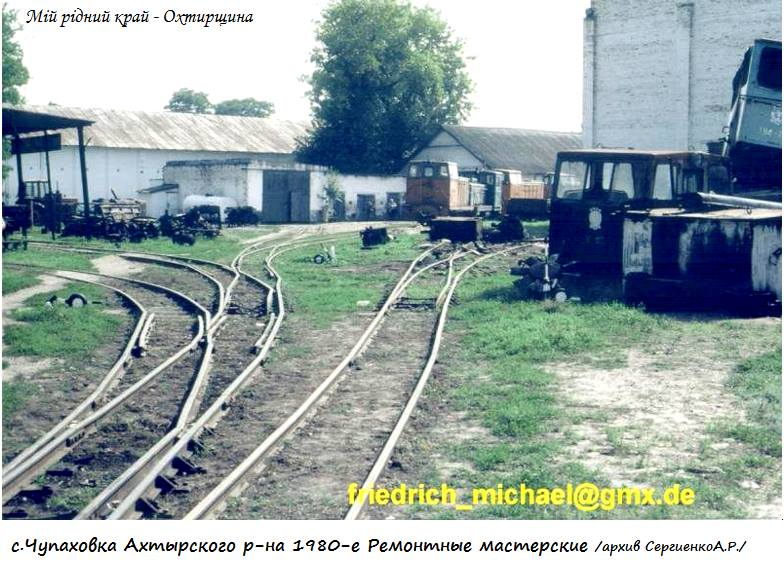 Мій рідний край - Охтирщина
friedrich_michael@gmx.de
с.Чупаховка Ахтырского р-на 1980-е Ремонтные мастерские /архив СергиенкоА.Р./